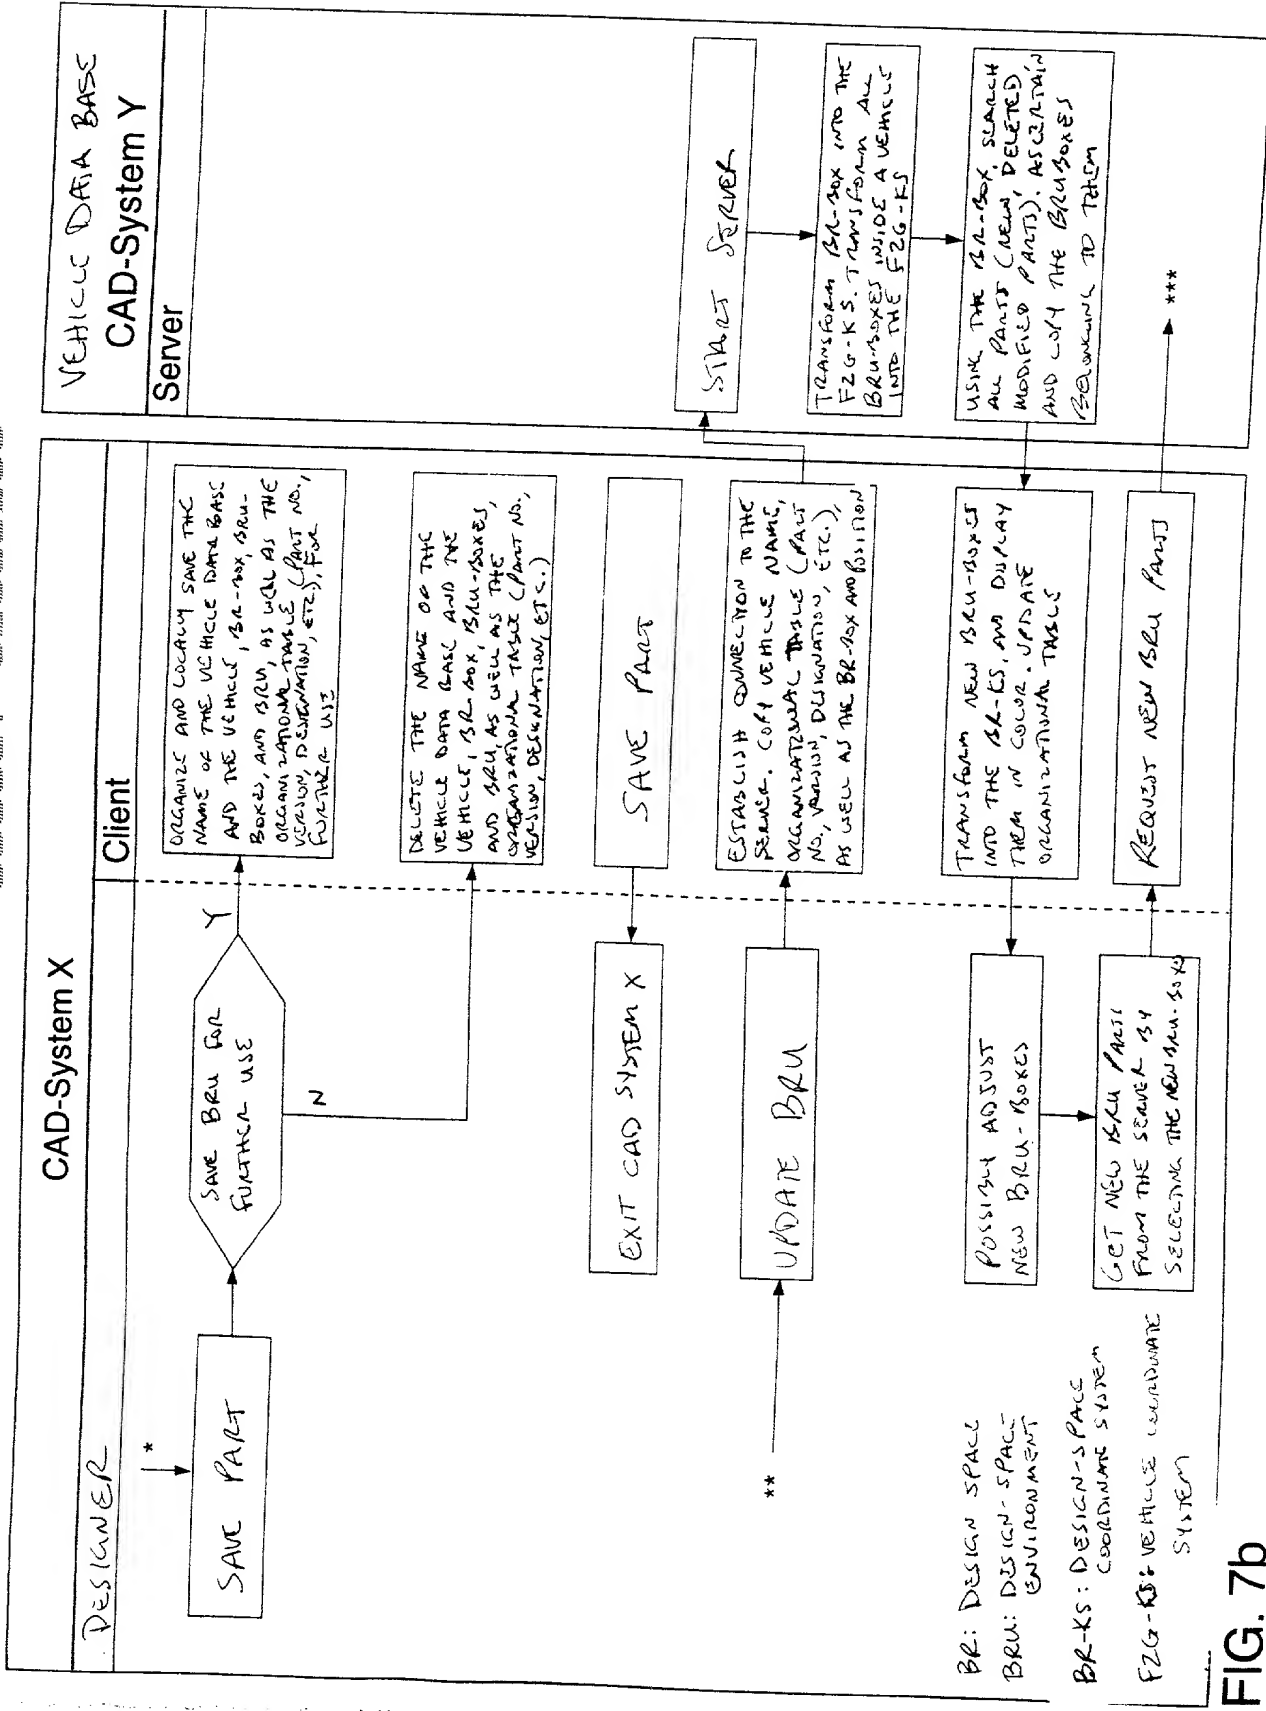 CAD-System X
DESIGNER
Client
VEHICLE DATA BASE
CAD-System Y
Server
*
SAVE PART
SAVE BRU FOR
FURTHER USE
Y
N
ORGANIZE AND LOCALLY SAVE THE
NAME OF THE VEHICLE DATA BASE
AND THE VEHICLE, BR-BOX, BRU-
BOXES, AND BRU, AS WELL AS THE
ORGANIZATIONAL TABLE (PART NO.,
VERSION, DESIGNATION, ETC.), FOR
FURTHER USE
DELETE THE NAME OF THE
VEHICLE DATA BASE AND THE
VEHICLE, BR-BOX, BRU-BOXES,
AND BRU, AS WELL AS THE
ORGANIZATIONAL TABLE (PART NO.,
VERSION, DESIGNATION, ETC.)
SAVE PART
EXIT CAD SYSTEM X
**
UPDATE BRU
ESTABLISH CONNECTION TO THE
SERVER. COPY VEHICLE NAME,
ORGANIZATIONAL TABLE (PART
NO., VERSION, DESIGNATION, ETC.),
AS WELL AS THE BR-BOX AND POSITION
START SERVER
TRANSFORM BR-BOX INTO THE
FZG-KS. TRANSFORM ALL
BRU-BOXES INSIDE A VEHICLE
INTO THE FZG-KS
USING THE BR-BOX, SEARCH
ALL PARTS (NEW, DELETED
MODIFIED PARTS). ASCERTAIN
AND COPY THE BRU BOXES
BELONGING TO THEM
TRANSFORM NEW BRU-BOXES
INTO THE BR-KS, AND DISPLAY
THEM IN COLOR. UPDATE
ORGANIZATIONAL TABLE
POSSIBLY ADJUST
NEW BRU-BOXES
GET NEW BRU PARTS
FROM THE SERVER BY
SELECTING THE NEW BRU-BOXES
REQUEST NEW BRU PARTS
***
BR: DESIGN SPACE
BRU: DESIGN-SPACE
ENVIRONMENT
BR-KS: DESIGN-SPACE
COORDINATE SYSTEM
FZG-KS: VEHICLE COORDINATE
SYSTEM
FIG. 7b